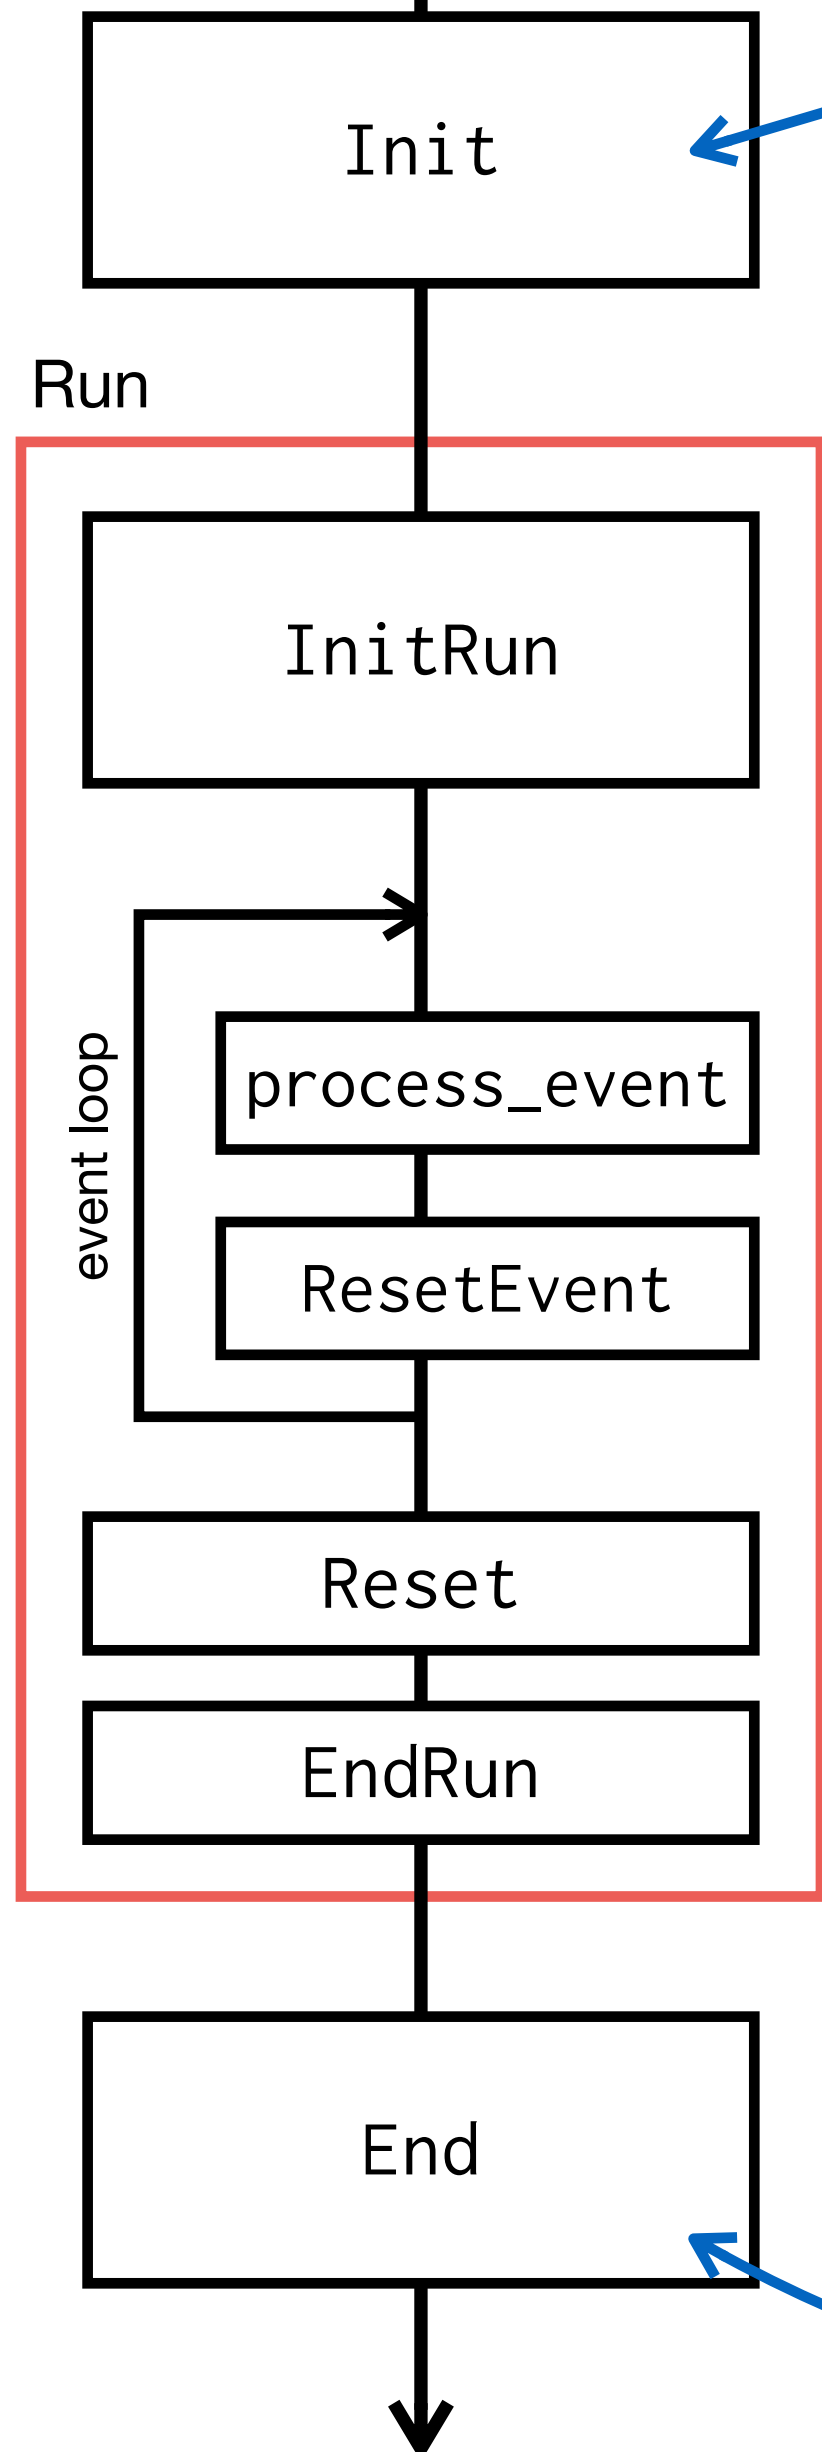 Init
Run
InitRun
event loop
process_event
ResetEvent
Reset
EndRun
End